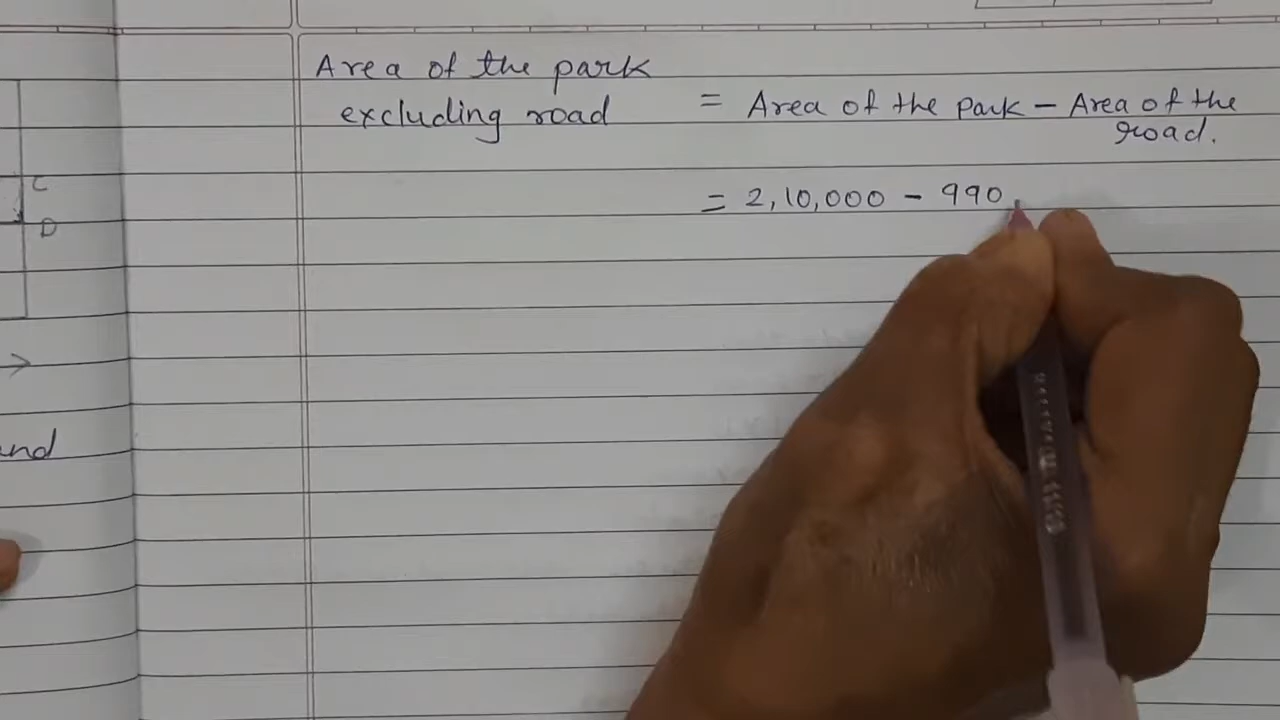 Area of the park
excluding road = Area of the park - Area of the
road.
= 2,10,000 - 990
C
D